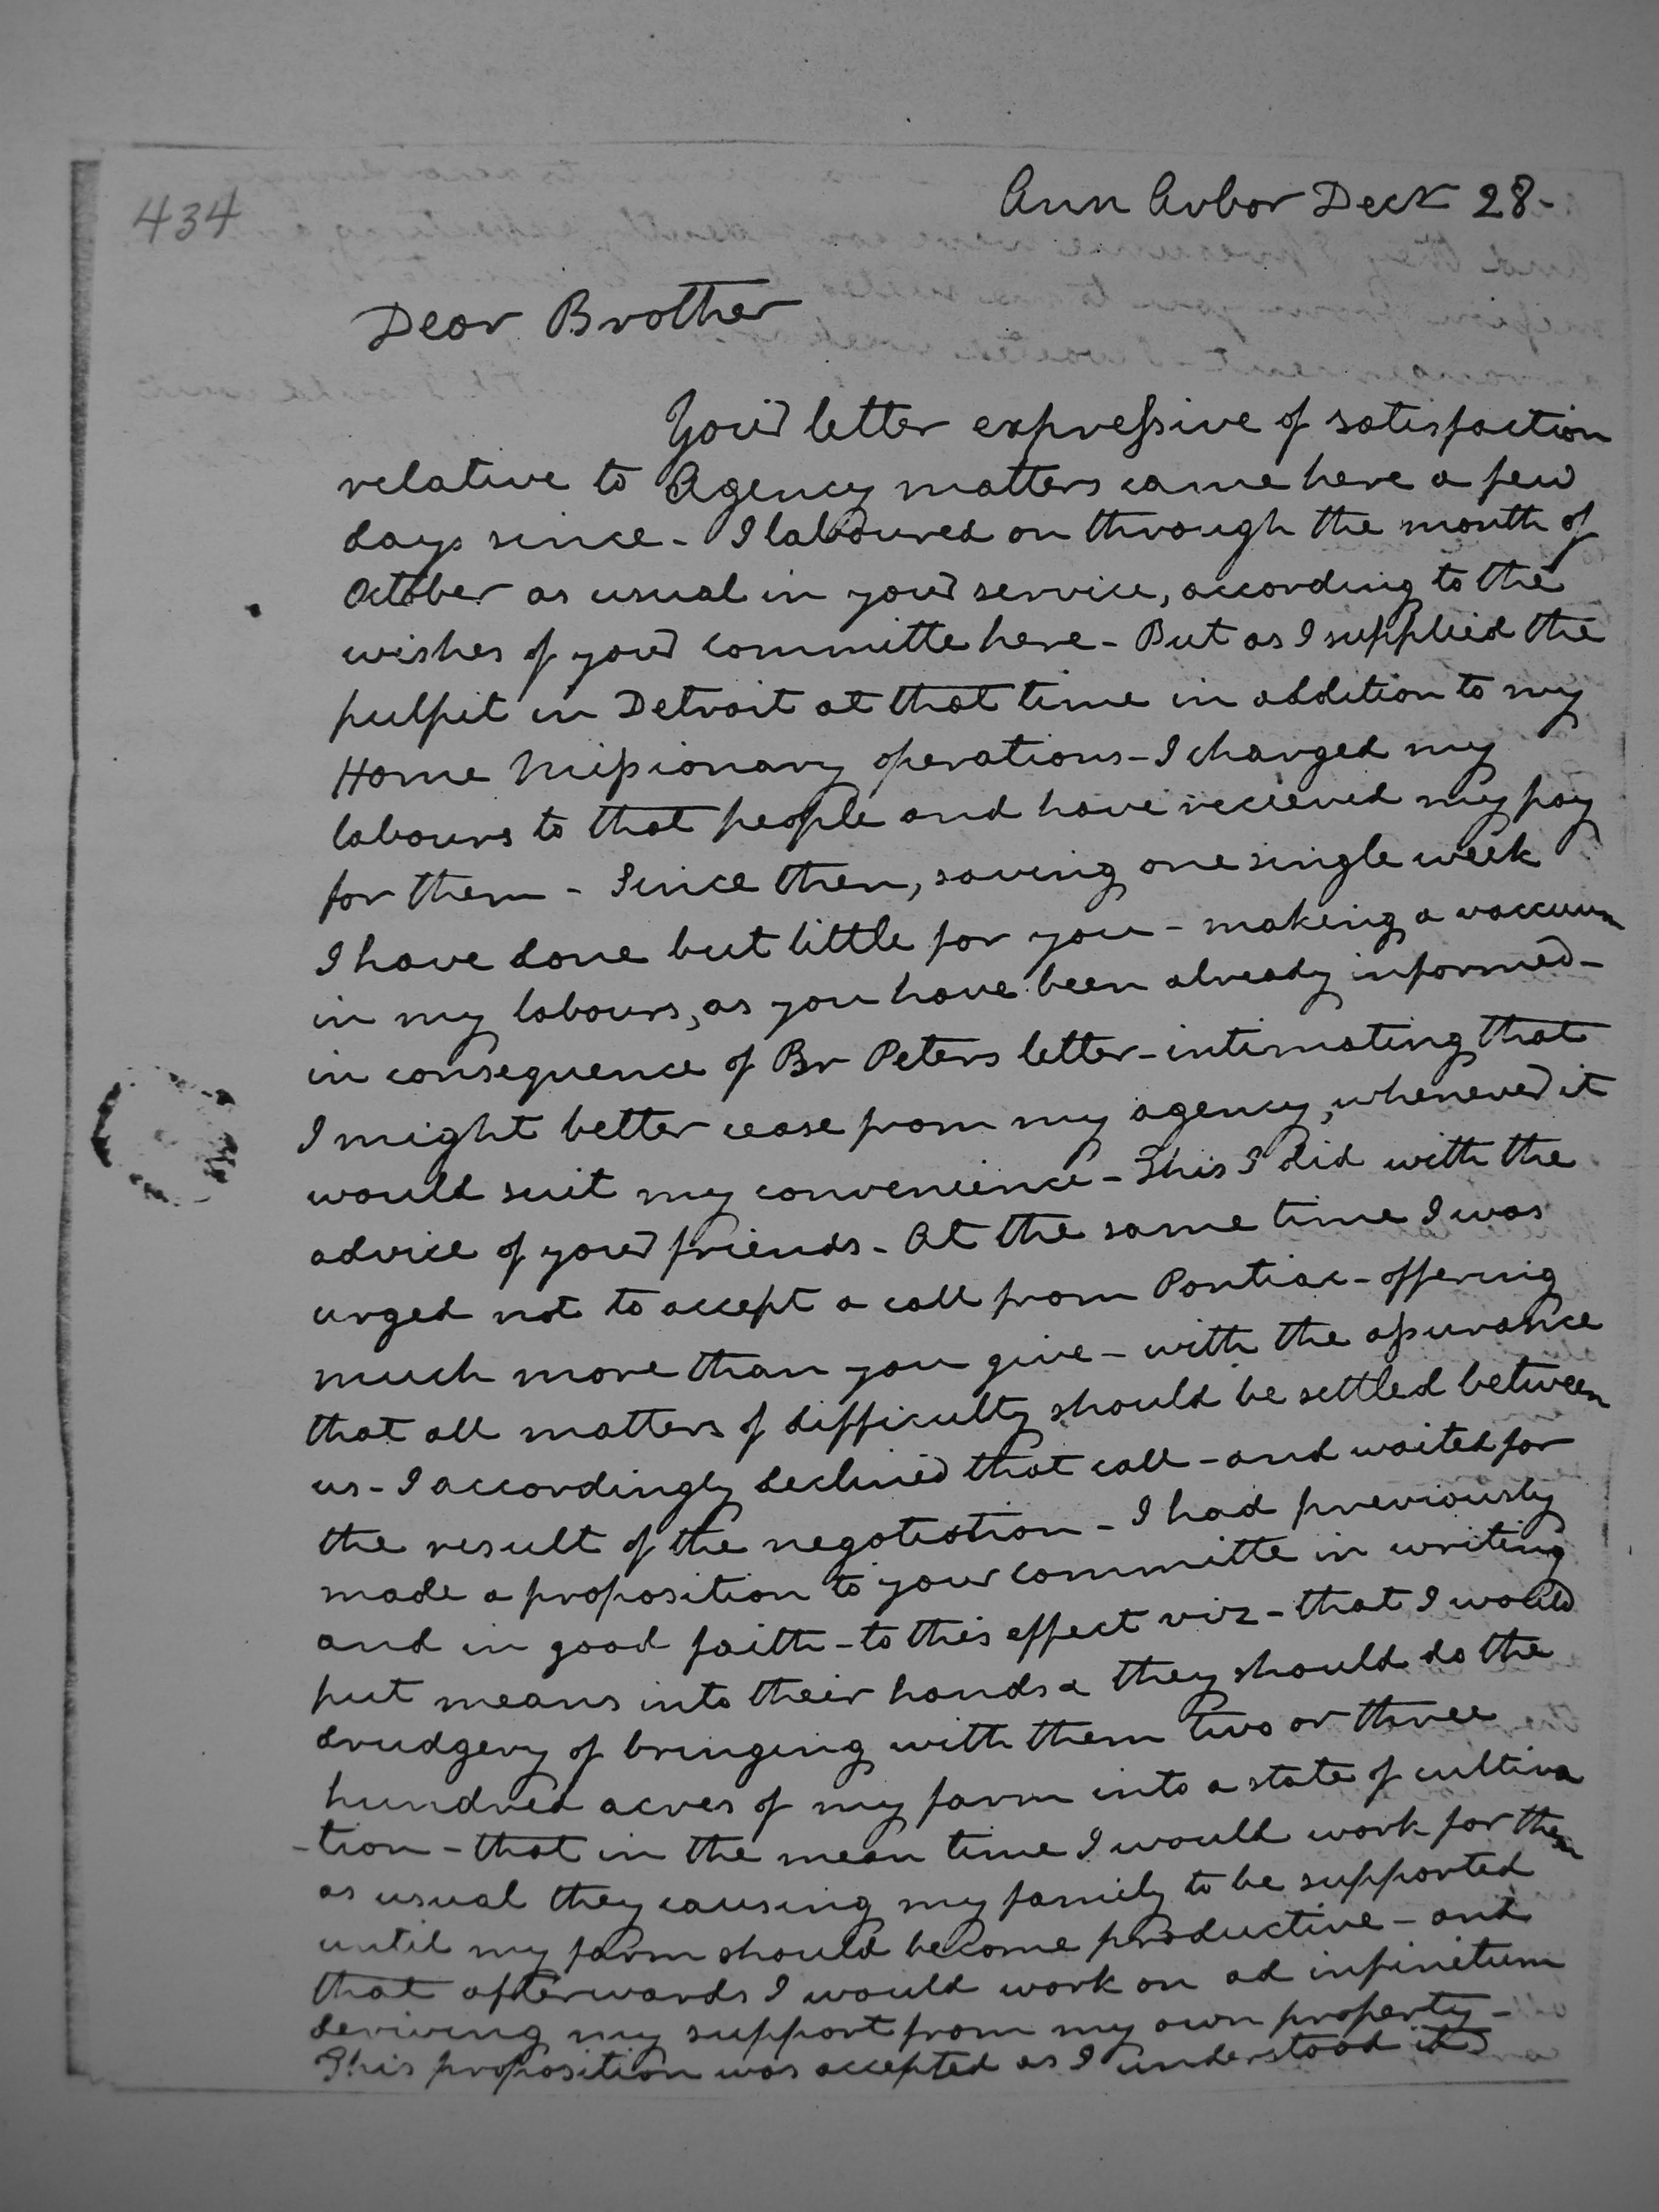 434
Ann Arbor Decr 28-
Dear Brother
Your letter expressive of satisfaction
relative to Agency matters came here a few
days since - I laboured on through the month of
October as usual in your service, according to the
wishes of your committe here - But as I supplied the
pulpit in Detroit at that time in addition to my
Home Missionary operations - I charged my
labours to that people and have recieved my pay
for them - Since then, saving one single week
I have done but little for you - making a vaccuum
in my labours, as you have been already informed -
in consequence of Br Peters letter - intimating that
I might better cease from my agency, whenever it
would suit my convenience - This I did with the
advice of your friends - At the same time I was
urged not to accept a call from Pontiac - offering
much more than you give - with the assurance
that all matters of difficulty should be settled between
us - I accordingly declined that call - and waited for
the result of the negotiation - I had previously
made a proposition to your committe in writing
and in good faith - to this effect viz - that I would
put means into their hands & they should do the
drudgery of bringing with them two or three
hundred acres of my farm into a state of cultiva
-tion - that in the mean time I would work for them
as usual they causing my family to be supported
until my farm should become productive - and
that afterwards I would work on ad infinitum
deriving my support from my own property -
This proposition was accepted as I understood it